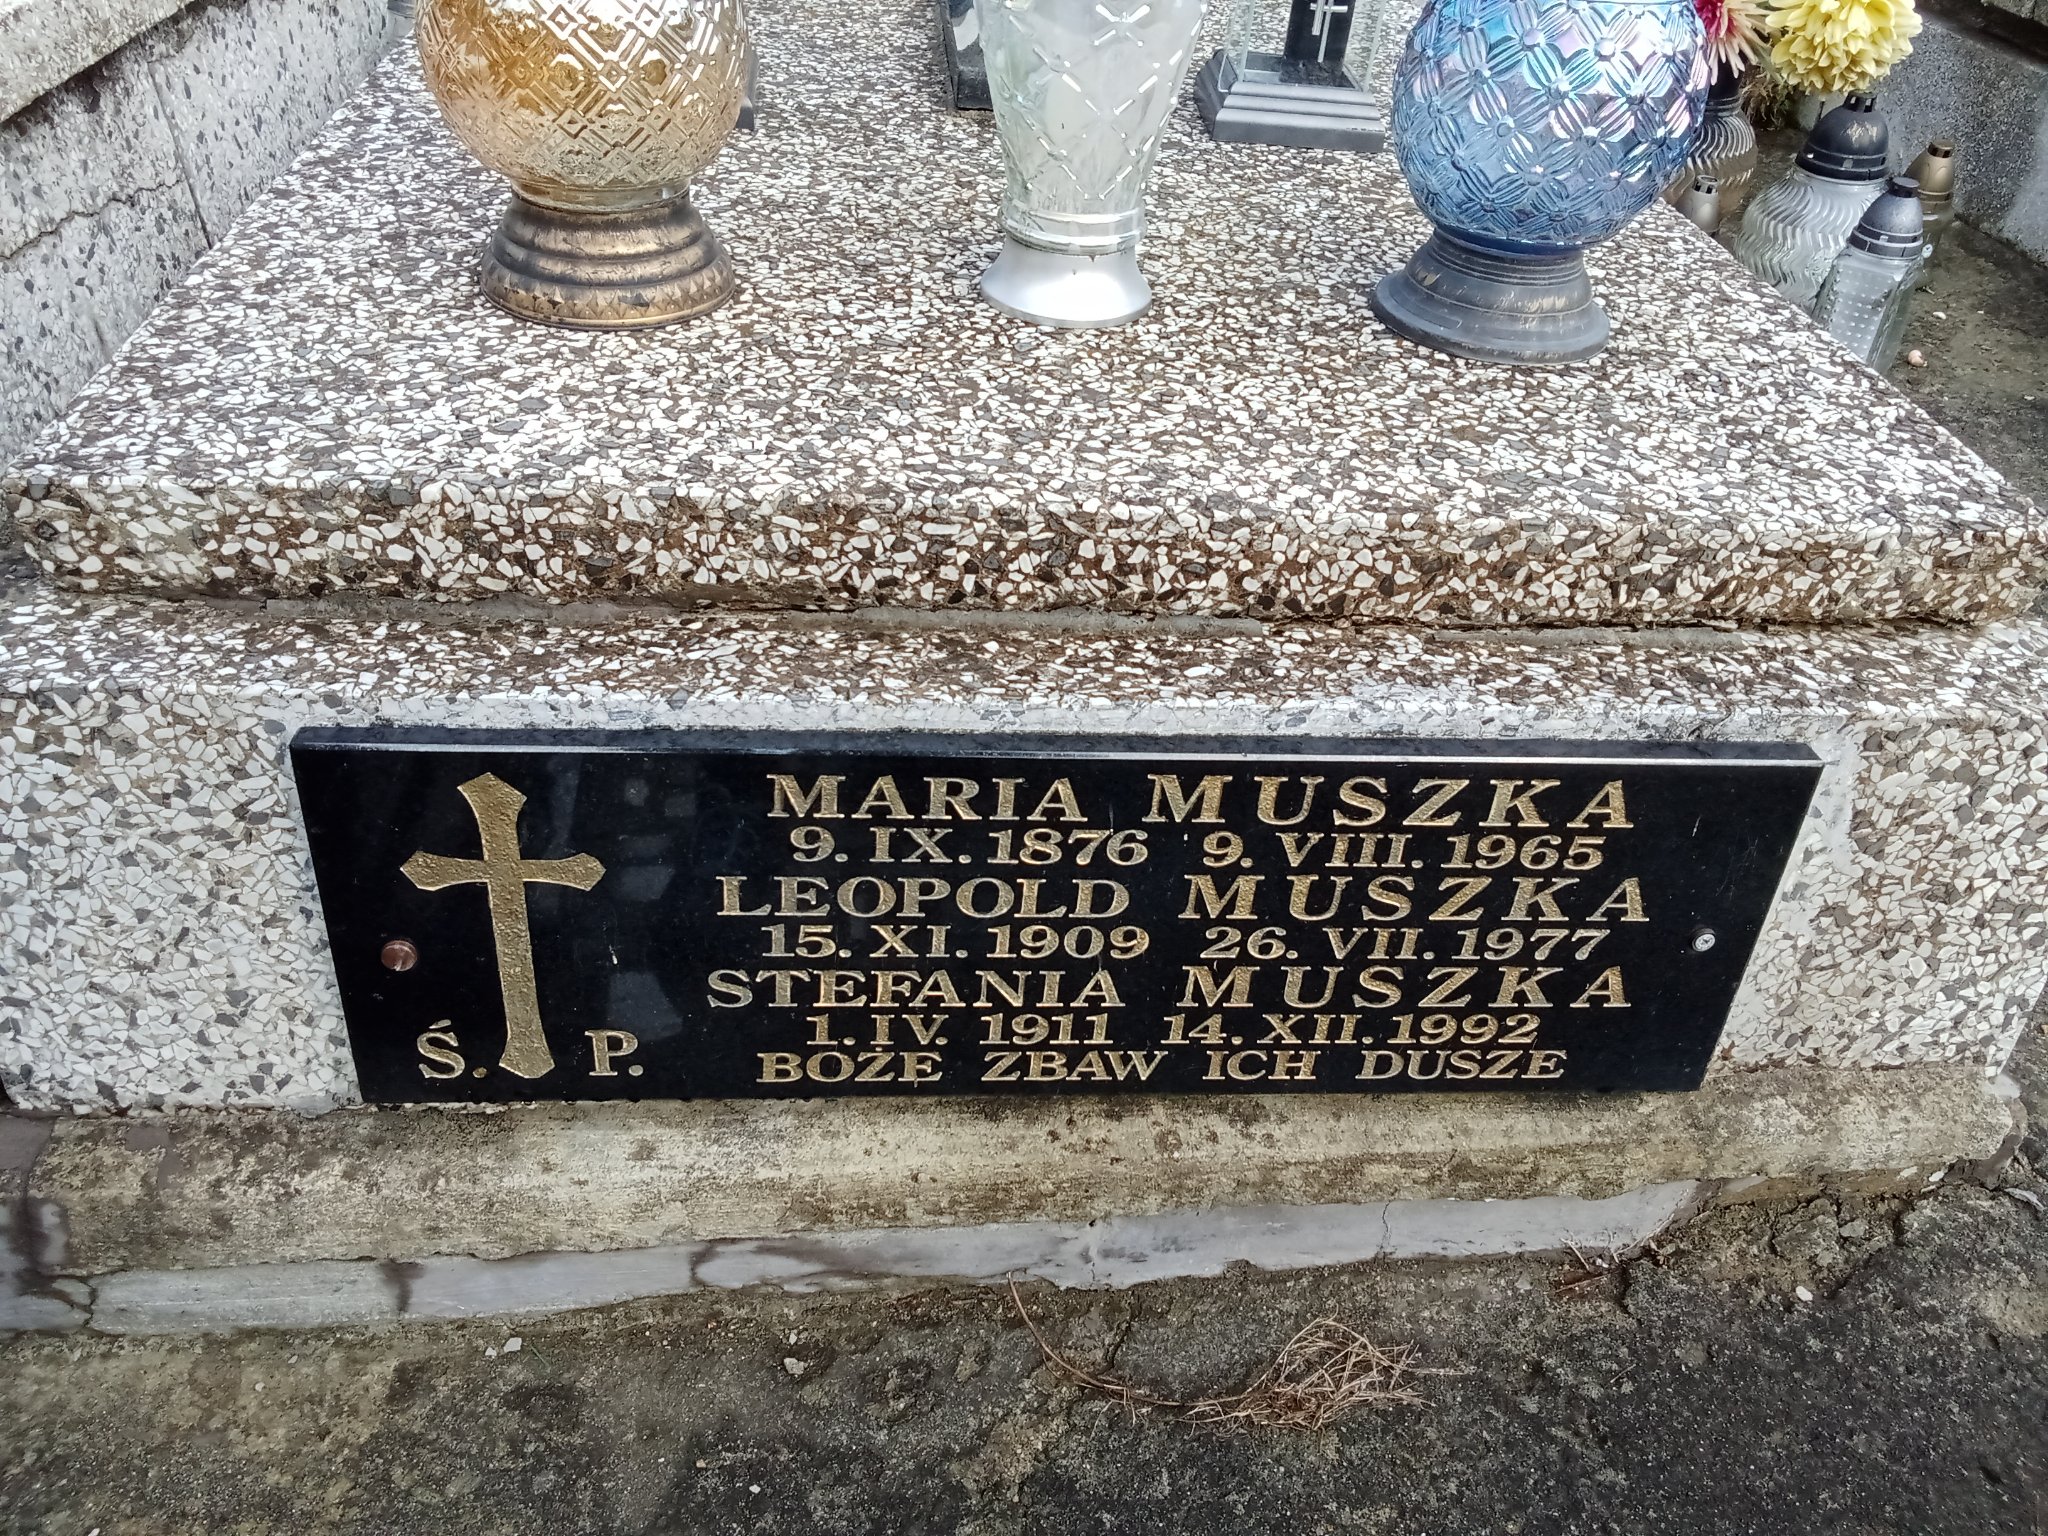 MARIA MUSZKA
9. IX. 1876 9. VIII. 1965
LEOPOLD MUSZKA
15. XI. 1909 26. VII. 1977
STEFANIA MUSZKA
1. IV. 1911 14. XII. 1992
BOŻE ZBAW ICH DUSZE
Ś. P.